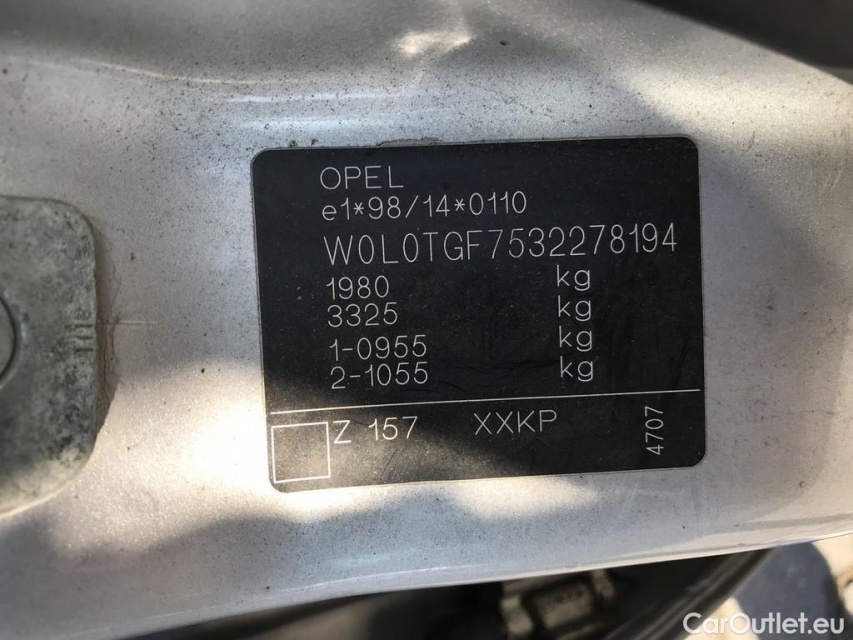 OPEL
e1*98/14*0110
W0L0TGF7532278194
1980 kg
3325 kg
1-0955 kg
2-1055 kg
Z 157 XXKP 4707
CarOutlet.eu